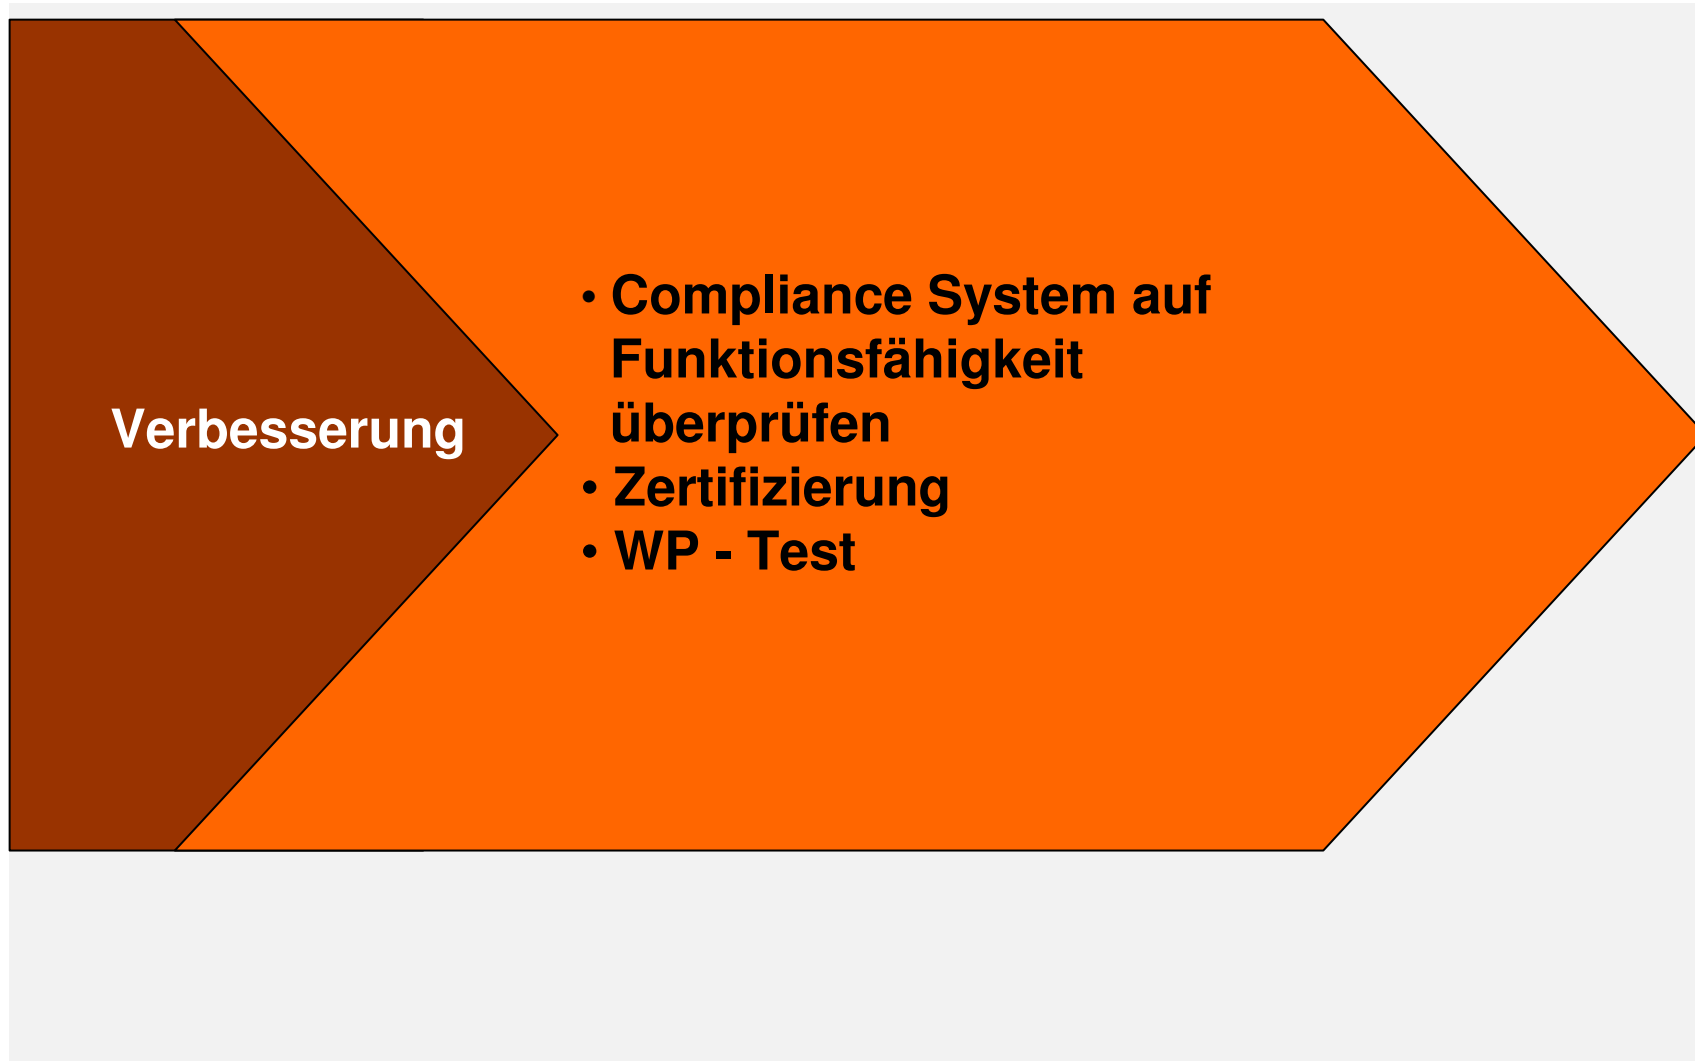 Verbesserung
• Compliance System auf
Funktionsfähigkeit
überprüfen
• Zertifizierung
• WP - Test